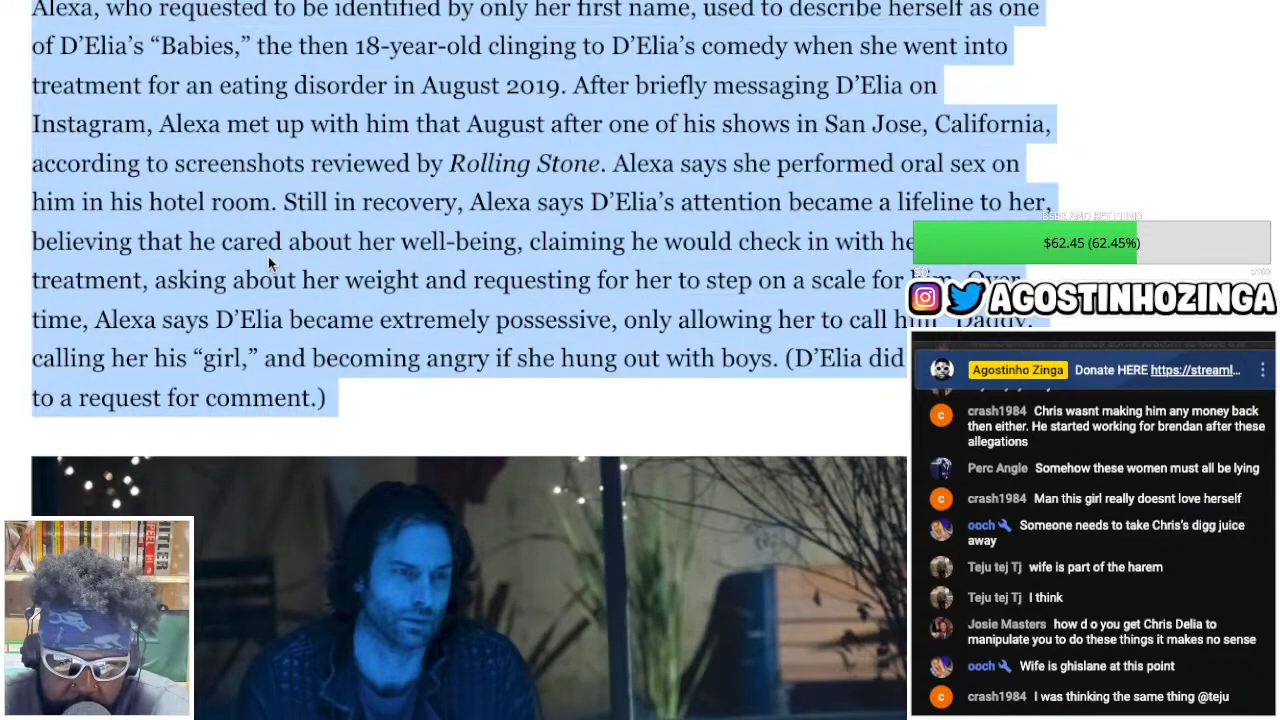 Alexa, who requested to be identified by only her first name, used to describe herself as one
of D’Elia’s “Babies,” the then 18-year-old clinging to D’Elia’s comedy when she went into
treatment for an eating disorder in August 2019. After briefly messaging D’Elia on
Instagram, Alexa met up with him that August after one of his shows in San Jose, California,
according to screenshots reviewed by Rolling Stone. Alexa says she performed oral sex on
him in his hotel room. Still in recovery, Alexa says D’Elia’s attention became a lifeline to her,
believing that he cared about her well-being, claiming he would check in with he
treatment, asking about her weight and requesting for her to step on a scale for him. Over
time, Alexa says D’Elia became extremely possessive, only allowing her to call him “Daddy,”
calling her his “girl,” and becoming angry if she hung out with boys. (D’Elia did
to a request for comment.)
$62.45 (62.45%)
AGOSTINHOZINGA
Agostinho Zinga Donate HERE https://streaml...
crash1984 Chris wasnt making him any money back
then either. He started working for brendan after these
allegations
Perc Angle Somehow these women must all be lying
crash1984 Man this girl really doesnt love herself
ooch Someone needs to take Chris's digg juice
away
Teju tej Tj wife is part of the harem
Teju tej Tj I think
Josie Masters how d o you get Chris Delia to
manipulate you to do these things it makes no sense
ooch Wife is ghislane at this point
crash1984 I was thinking the same thing @teju
HITLER